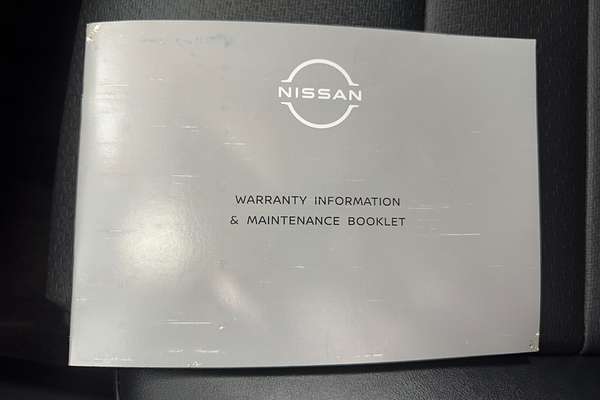 NISSAN
WARRANTY INFORMATION
& MAINTENANCE BOOKLET